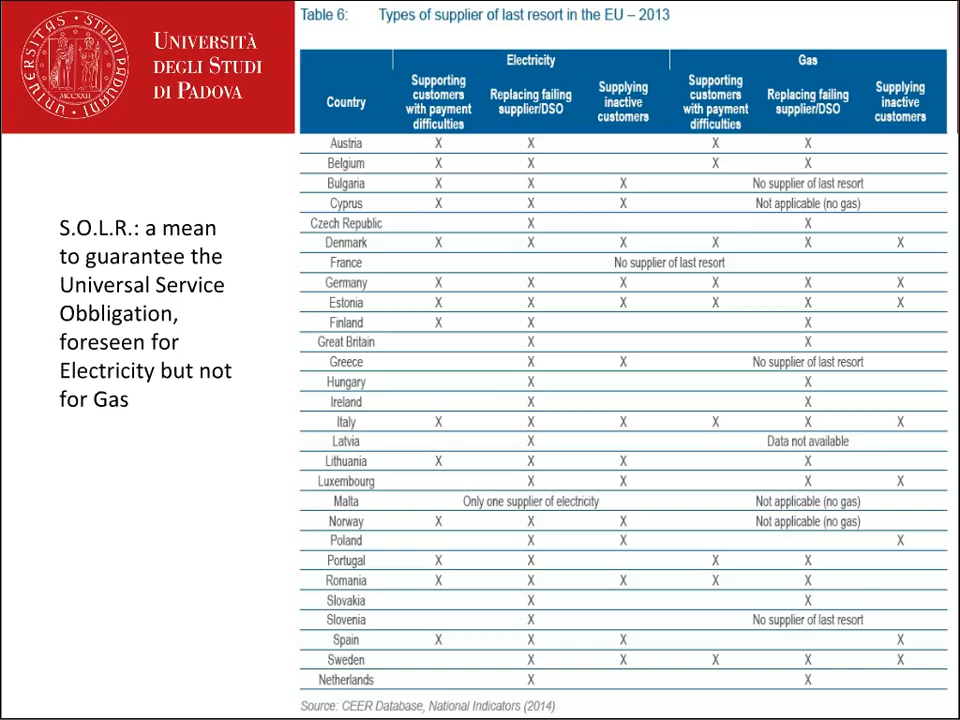 UNIVERSITÀ
DEGLI STUDI
DI PADOVA
S.O.L.R.: a mean
to guarantee the
Universal Service
Obbligation,
foreseen for
Electricity but not
for Gas
Table 6: Types of supplier of last resort in the EU – 2013
Electricity Gas
Country Supporting customers with payment difficulties Replacing failing supplier/DSO Supplying inactive customers Supporting customers with payment difficulties Replacing failing supplier/DSO Supplying inactive customers
Austria X X X X
Belgium X X X X
Bulgaria X X X No supplier of last resort
Cyprus X X X Not applicable (no gas)
Czech Republic X X
Denmark X X X X X X
France No supplier of last resort
Germany X X X X X X
Estonia X X X X X X
Finland X X X
Great Britain X X
Greece X X No supplier of last resort
Hungary X X
Ireland X X
Italy X X X X X X
Latvia X Data not available
Lithuania X X X X
Luxembourg X X X X
Malta Only one supplier of electricity Not applicable (no gas)
Norway X X X Not applicable (no gas)
Poland X X X
Portugal X X X X
Romania X X X X X
Slovakia X X
Slovenia X No supplier of last resort
Spain X X X X
Sweden X X X X X
Netherlands X X
Source: CEER Database, National Indicators (2014)